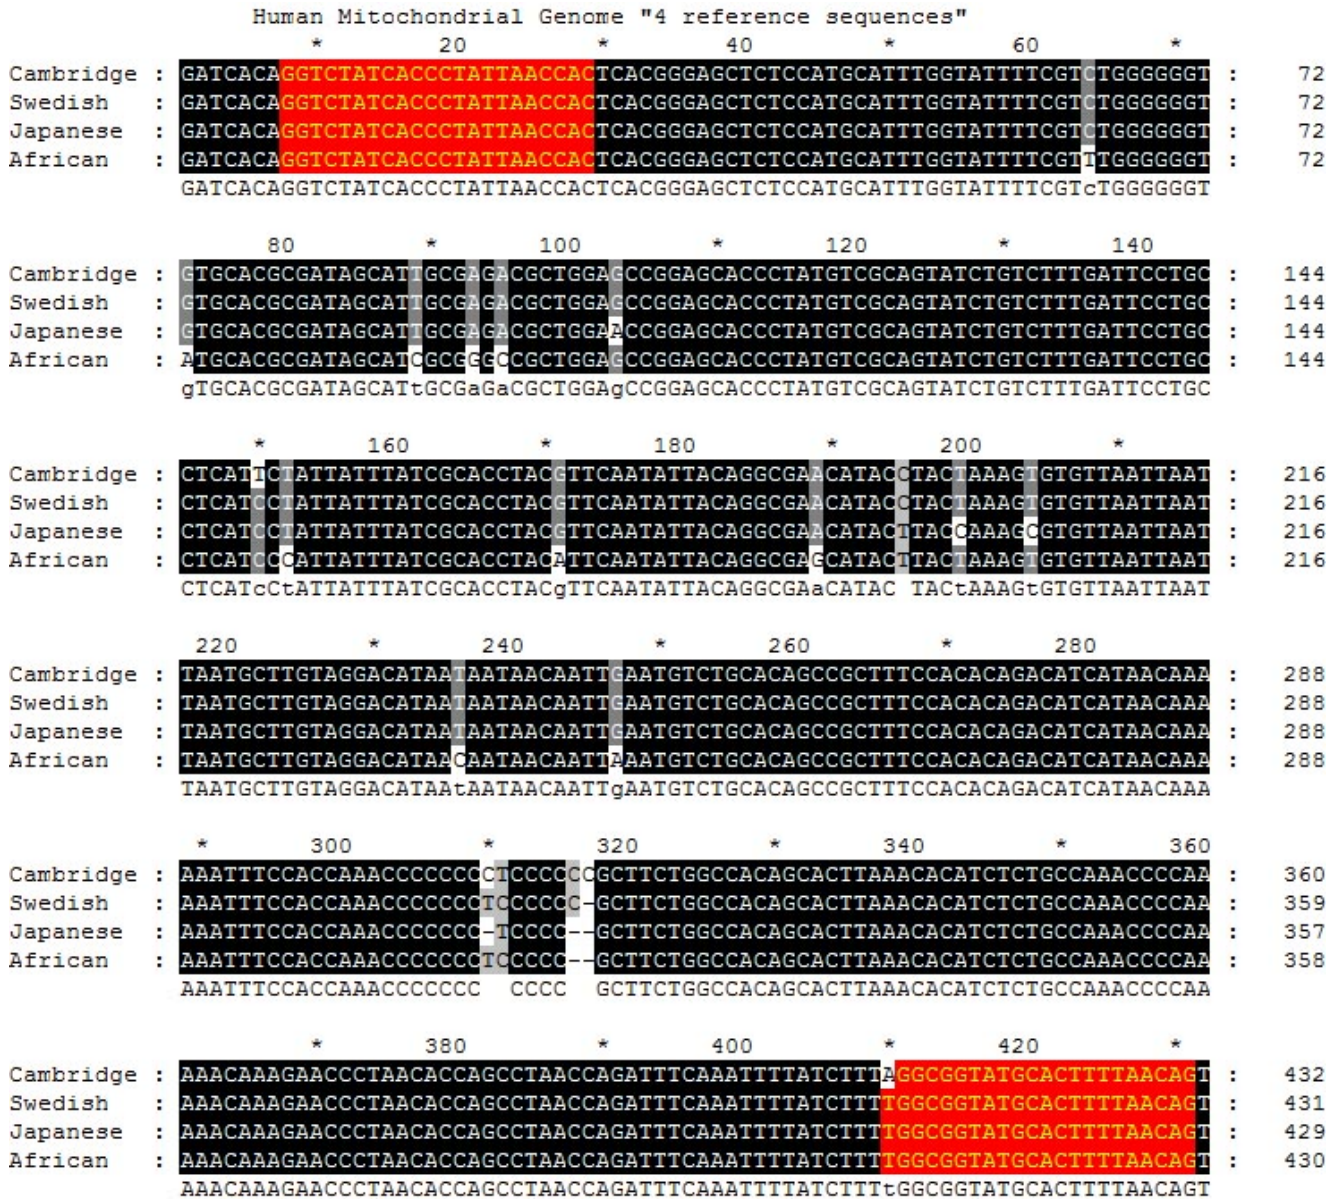 Human Mitochondrial Genome "4 reference sequences"
* 20 * 40 * 60 *
Cambridge : GATCACAGGTCTATCACCCTATTAACCACTCACGGGAGCTCTCCATGCATTTGGTATTTTCGTCTGGGGGGT : 72
Swedish : GATCACAGGTCTATCACCCTATTAACCACTCACGGGAGCTCTCCATGCATTTGGTATTTTCGTCTGGGGGGT : 72
Japanese : GATCACAGGTCTATCACCCTATTAACCACTCACGGGAGCTCTCCATGCATTTGGTATTTTCGTCTGGGGGGT : 72
African : GATCACAGGTCTATCACCCTATTAACCACTCACGGGAGCTCTCCATGCATTTGGTATTTTCGTTTGGGGGGT : 72
GATCACAGGTCTATCACCCTATTAACCACTCACGGGAGCTCTCCATGCATTTGGTATTTTCGTcTGGGGGGT
80 * 100 * 120 * 140
Cambridge : GTGCACGCGATAGCATTGCGAGACGCTGGAGCCGGAGCACCCTATGTCGCAGTATCTGTCTTTGATTCCTGC : 144
Swedish : GTGCACGCGATAGCATTGCGAGACGCTGGAGCCGGAGCACCCTATGTCGCAGTATCTGTCTTTGATTCCTGC : 144
Japanese : GTGCACGCGATAGCATTGCGAGACGCTGGAACCGGAGCACCCTATGTCGCAGTATCTGTCTTTGATTCCTGC : 144
African : ATGCACGCGATAGCATCGCGGGCCGCTGGAGCCGGAGCACCCTATGTCGCAGTATCTGTCTTTGATTCCTGC : 144
gTGCACGCGATAGCATtGCGaGaCGCTGGAgCCGGAGCACCCTATGTCGCAGTATCTGTCTTTGATTCCTGC
* 160 * 180 * 200 *
Cambridge : CTCATTCTATTATTTATCGCACCTACGTTCAATATTACAGGCGAACATACCTACTAAAGTGTGTTAATTAAT : 216
Swedish : CTCATCCTATTATTTATCGCACCTACGTTCAATATTACAGGCGAACATACCTACTAAAGTGTGTTAATTAAT : 216
Japanese : CTCATCCTATTATTTATCGCACCTACGTTCAATATTACAGGCGAACATACTTACCAAAGCGTGTTAATTAAT : 216
African : CTCATCCCATTATTTATCGCACCTACATTCAATATTACAGGCGAGCATACTTACTAAAGTGTGTTAATTAAT : 216
CTCATcCtATTATTTATCGCACCTACgTTCAATATTACAGGCGAaCATAC TACtAAAGtGTGTTAATTAAT
220 * 240 * 260 * 280
Cambridge : TAATGCTTGTAGGACATAATAATAACAATTGAATGTCTGCACAGCCGCTTTCCACACAGACATCATAACAAA : 288
Swedish : TAATGCTTGTAGGACATAATAATAACAATTGAATGTCTGCACAGCCGCTTTCCACACAGACATCATAACAAA : 288
Japanese : TAATGCTTGTAGGACATAATAATAACAATTGAATGTCTGCACAGCCGCTTTCCACACAGACATCATAACAAA : 288
African : TAATGCTTGTAGGACATAACAATAACAATTAAATGTCTGCACAGCCGCTTTCCACACAGACATCATAACAAA : 288
TAATGCTTGTAGGACATAAtAATAACAATTgAATGTCTGCACAGCCGCTTTCCACACAGACATCATAACAAA
* 300 * 320 * 340 * 360
Cambridge : AAATTTCCACCAAACCCCCCCCTCCCCCCGCTTCTGGCCACAGCACTTAAACACATCTCTGCCAAACCCCAA : 360
Swedish : AAATTTCCACCAAACCCCCCCTCCCCCC-GCTTCTGGCCACAGCACTTAAACACATCTCTGCCAAACCCCAA : 359
Japanese : AAATTTCCACCAAACCCCCCC-TCCCC--GCTTCTGGCCACAGCACTTAAACACATCTCTGCCAAACCCCAA : 357
African : AAATTTCCACCAAACCCCCCCTCCCCC--GCTTCTGGCCACAGCACTTAAACACATCTCTGCCAAACCCCAA : 358
AAATTTCCACCAAACCCCCCC  CCCC  GCTTCTGGCCACAGCACTTAAACACATCTCTGCCAAACCCCAA
* 380 * 400 * 420 *
Cambridge : AAACAAAGAACCCTAACACCAGCCTAACCAGATTTCAAATTTTATCTTTAGGCGGTATGCACTTTTAACAGT : 432
Swedish : AAACAAAGAACCCTAACACCAGCCTAACCAGATTTCAAATTTTATCTTTTGGCGGTATGCACTTTTAACAGT : 431
Japanese : AAACAAAGAACCCTAACACCAGCCTAACCAGATTTCAAATTTTATCTTTTGGCGGTATGCACTTTTAACAGT : 429
African : AAACAAAGAACCCTAACACCAGCCTAACCAGATTTCAAATTTTATCTTTTGGCGGTATGCACTTTTAACAGT : 430
AAACAAAGAACCCTAACACCAGCCTAACCAGATTTCAAATTTTATCTTTtGGCGGTATGCACTTTTAACAGT